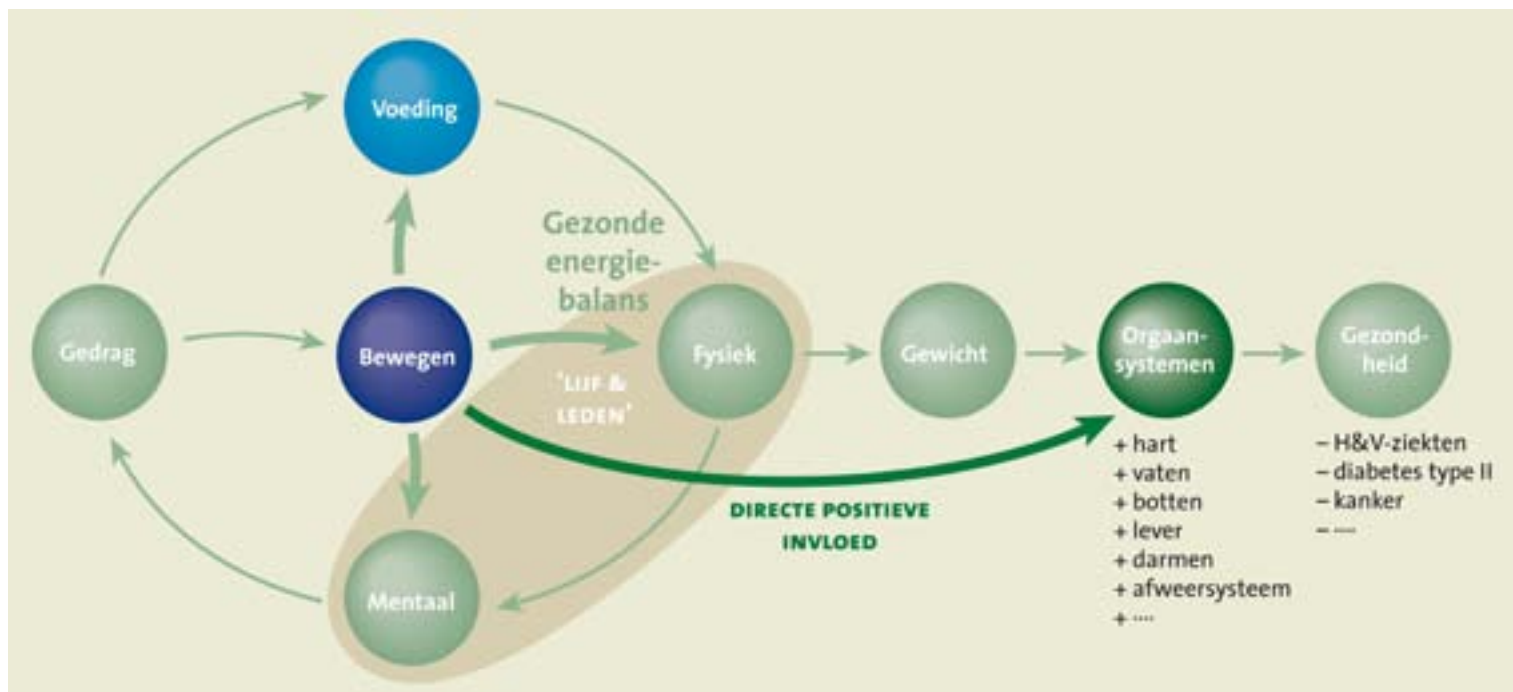 Voeding
Gezonde
energie-
balans
Gedrag
Bewegen
Fysiek
Gewicht
Orgaan-
systemen
Gezond-
heid
'LIJF &
LEDEN'
+ hart
+ vaten
+ botten
+ lever
+ darmen
+ afweersysteem
+ ....
– H&V-ziekten
– diabetes type II
– kanker
– ....
DIRECTE POSITIEVE
INVLOED
Mentaal